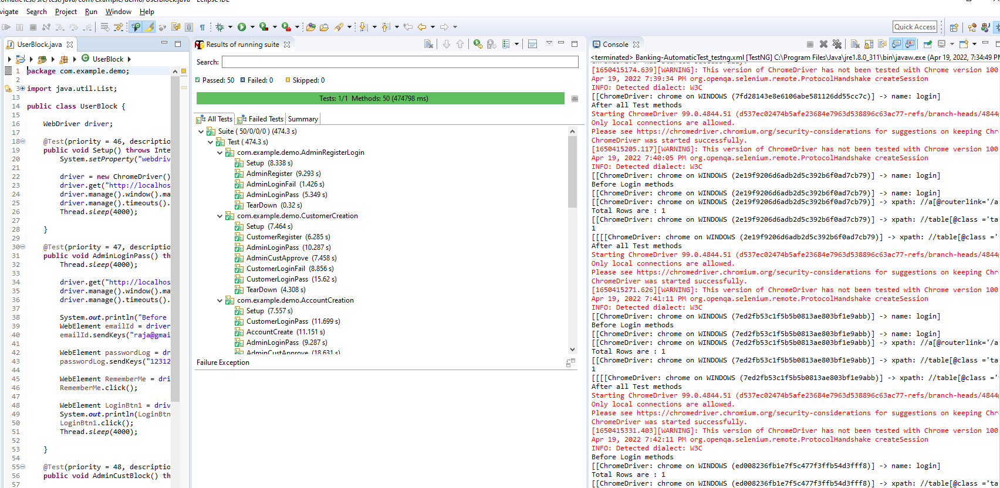 omaticTest/src/test/java/com/example/demo/UserBlock.java - Eclipse IDE
vigate Search Project Run Window Help
Quick Access
UserBlock.java
UserBlock
1 package com.example.demo;
2
3 import java.util.List;
13
14 public class UserBlock {
15
16 WebDriver driver;
17
18 @Test(priority = 46, descriptio
19 public void Setup() throws Inte
20 System.setProperty("webdriv
21
22 driver = new ChromeDriver()
23 driver.get("http://localhos
24 driver.manage().window().ma
25 driver.manage().timeouts().
26 Thread.sleep(4000);
27
28 }
29
30 @Test(priority = 47, descriptio
31 public void AdminLoginPass() th
32 Thread.sleep(4000);
33
34 driver.get("http://localhos
35 driver.manage().window().ma
36 driver.manage().timeouts().
37
38 System.out.println("Before
39 WebElement emailId = driver
40 emailId.sendKeys("raja@gmai
41
42 WebElement passwordLog = dr
43 passwordLog.sendKeys("12312
44
45 WebElement RememberMe = dri
46 RememberMe.click();
47
48 WebElement LoginBtn1 = driv
49 System.out.println(LoginBtn
50 LoginBtn1.click();
51 Thread.sleep(4000);
52
53 }
54
55 @Test(priority = 48, descriptio
56 public void AdminCustBlock() th
57
Results of running suite
Search:
Passed: 50 Failed: 0 Skipped: 0
Tests: 1/1 Methods: 50 (474798 ms)
All Tests Failed Tests Summary
Suite ( 50/0/0/0 ) (474.3 s)
Test ( 474.3 s)
com.example.demo.AdminRegisterLogin
Setup (8.338 s)
AdminRegister (9.293 s)
AdminLoginFail (1.426 s)
AdminLoginPass (5.349 s)
TearDown (0.32 s)
com.example.demo.CustomerCreation
Setup (7.464 s)
CustomerRegister (6.285 s)
AdminLoginPass (10.287 s)
AdminCustApprove (7.458 s)
CustomerLoginFail (8.856 s)
CustomerLoginPass (15.62 s)
TearDown (4.308 s)
com.example.demo.AccountCreation
Setup (7.557 s)
CustomerLoginPass (11.699 s)
AccountCreate (11.151 s)
AdminLoginPass (9.287 s)
AdminCustApprove (18.631 s)
Failure Exception
Console
<terminated> Banking-AutomaticTest_testng.xml [TestNG] C:\Program Files\Java\jre1.8.0_311\bin\javaw.exe (Apr 19, 2022, 7:34:49 PM
ChromeDriver was started successfully.
[1650415174.639][WARNING]: This version of ChromeDriver has not been tested with Chrome version 100
Apr 19, 2022 7:39:34 PM org.openqa.selenium.remote.ProtocolHandshake createSession
INFO: Detected dialect: W3C
[[ChromeDriver: chrome on WINDOWS (7fd28143e8e6106abe581126dd55cc7c)] -> name: login]
After all Test methods
Starting ChromeDriver 99.0.4844.51 (d537ec02474b5afe23684e7963d538896c63ac77-refs/branch-heads/4844
Only local connections are allowed.
Please see https://chromedriver.chromium.org/security-considerations for suggestions on keeping Chr
ChromeDriver was started successfully.
[1650415205.117][WARNING]: This version of ChromeDriver has not been tested with Chrome version 100
Apr 19, 2022 7:40:05 PM org.openqa.selenium.remote.ProtocolHandshake createSession
INFO: Detected dialect: W3C
[[ChromeDriver: chrome on WINDOWS (2e19f9206d6adb2d5c392b6f0ad7cb79)] -> name: login]
Before Login methods
[[ChromeDriver: chrome on WINDOWS (2e19f9206d6adb2d5c392b6f0ad7cb79)] -> name: login]
[[ChromeDriver: chrome on WINDOWS (2e19f9206d6adb2d5c392b6f0ad7cb79)] -> xpath: //a[@routerlink='/a
Total Rows are : 1
[[ChromeDriver: chrome on WINDOWS (2e19f9206d6adb2d5c392b6f0ad7cb79)] -> xpath: //table[@class ='ta
1
[[[[ChromeDriver: chrome on WINDOWS (2e19f9206d6adb2d5c392b6f0ad7cb79)] -> xpath: //table[@class ='
After all Test methods
Starting ChromeDriver 99.0.4844.51 (d537ec02474b5afe23684e7963d538896c63ac77-refs/branch-heads/4844
Only local connections are allowed.
Please see https://chromedriver.chromium.org/security-considerations for suggestions on keeping Chr
ChromeDriver was started successfully.
[1650415271.626][WARNING]: This version of ChromeDriver has not been tested with Chrome version 100
Apr 19, 2022 7:41:11 PM org.openqa.selenium.remote.ProtocolHandshake createSession
INFO: Detected dialect: W3C
[[ChromeDriver: chrome on WINDOWS (7ed2fb53c1f5b5b0813ae803bf1e9abb)] -> name: login]
Before Login methods
[[ChromeDriver: chrome on WINDOWS (7ed2fb53c1f5b5b0813ae803bf1e9abb)] -> name: login]
[[ChromeDriver: chrome on WINDOWS (7ed2fb53c1f5b5b0813ae803bf1e9abb)] -> xpath: //a[@routerlink='/a
Total Rows are : 1
[[ChromeDriver: chrome on WINDOWS (7ed2fb53c1f5b5b0813ae803bf1e9abb)] -> xpath: //table[@class ='ta
1
[[[[ChromeDriver: chrome on WINDOWS (7ed2fb53c1f5b5b0813ae803bf1e9abb)] -> xpath: //table[@class ='
After all Test methods
Starting ChromeDriver 99.0.4844.51 (d537ec02474b5afe23684e7963d538896c63ac77-refs/branch-heads/4844
Only local connections are allowed.
Please see https://chromedriver.chromium.org/security-considerations for suggestions on keeping Chr
ChromeDriver was started successfully.
[1650415331.403][WARNING]: This version of ChromeDriver has not been tested with Chrome version 100
Apr 19, 2022 7:42:11 PM org.openqa.selenium.remote.ProtocolHandshake createSession
INFO: Detected dialect: W3C
Before Login methods
[[ChromeDriver: chrome on WINDOWS (ed008236fb1e7f5c477f3ffb54d3fff8)] -> name: login]
Total Rows are : 1
[[ChromeDriver: chrome on WINDOWS (ed008236fb1e7f5c477f3ffb54d3fff8)] -> xpath: //table[@class ='ta